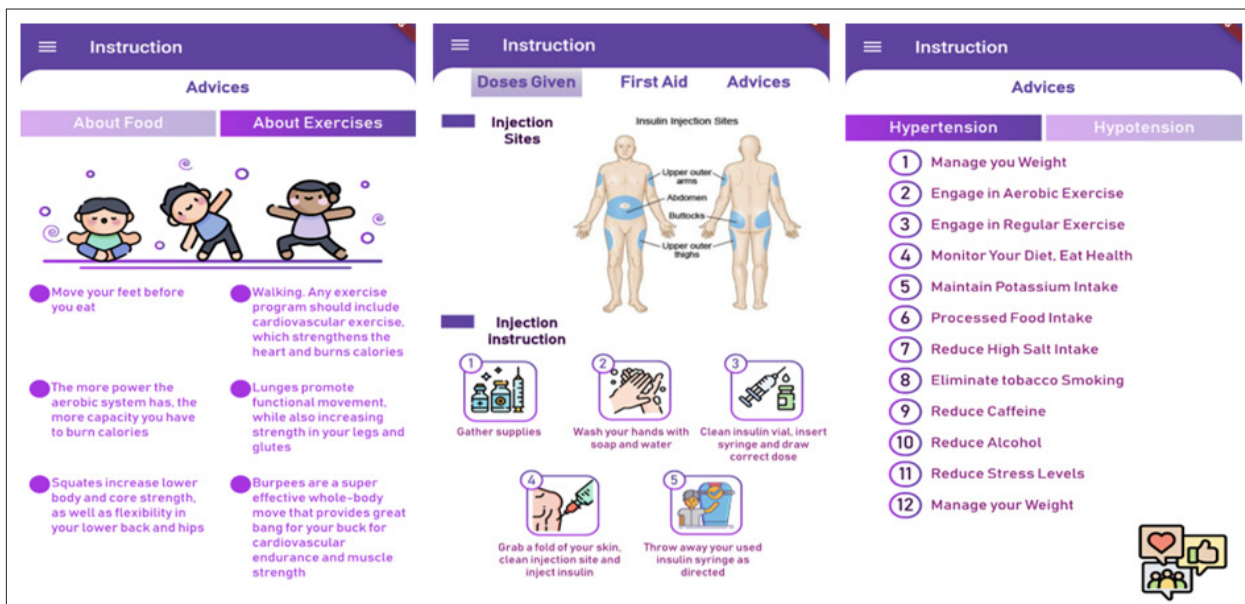 Instruction
Advices
About Food
About Exercises
Move your feet before
you eat
Walking. Any exercise
program should include
cardiovascular exercise,
which strengthens the
heart and burns calories
The more power the
aerobic system has, the
more capacity you have
to burn calories
Lunges promote
functional movement,
while also increasing
strength in your legs and
glutes
Squates increase lower
body and core strength,
as well as flexibility in
your lower back and hips
Burpees are a super
effective whole-body
move that provides great
bang for your buck for
cardiovascular
endurance and muscle
strength
Instruction
Doses Given
First Aid
Advices
Injection
Sites
Insulin Injection Sites
Upper outer
arms
Abdomen
Buttocks
Upper outer
thighs
Injection
instruction
1
Gather supplies
2
Wash your hands with
soap and water
3
Clean insulin vial, insert
syringe and draw
correct dose
4
Grab a fold of your skin,
clean injection site and
inject insulin
5
Throw away your used
insulin syringe as
directed
Instruction
Advices
Hypertension
Hypotension
1 Manage you Weight
2 Engage in Aerobic Exercise
3 Engage in Regular Exercise
4 Monitor Your Diet, Eat Health
5 Maintain Potassium Intake
6 Processed Food Intake
7 Reduce High Salt Intake
8 Eliminate tobacco Smoking
9 Reduce Caffeine
10 Reduce Alcohol
11 Reduce Stress Levels
12 Manage your Weight